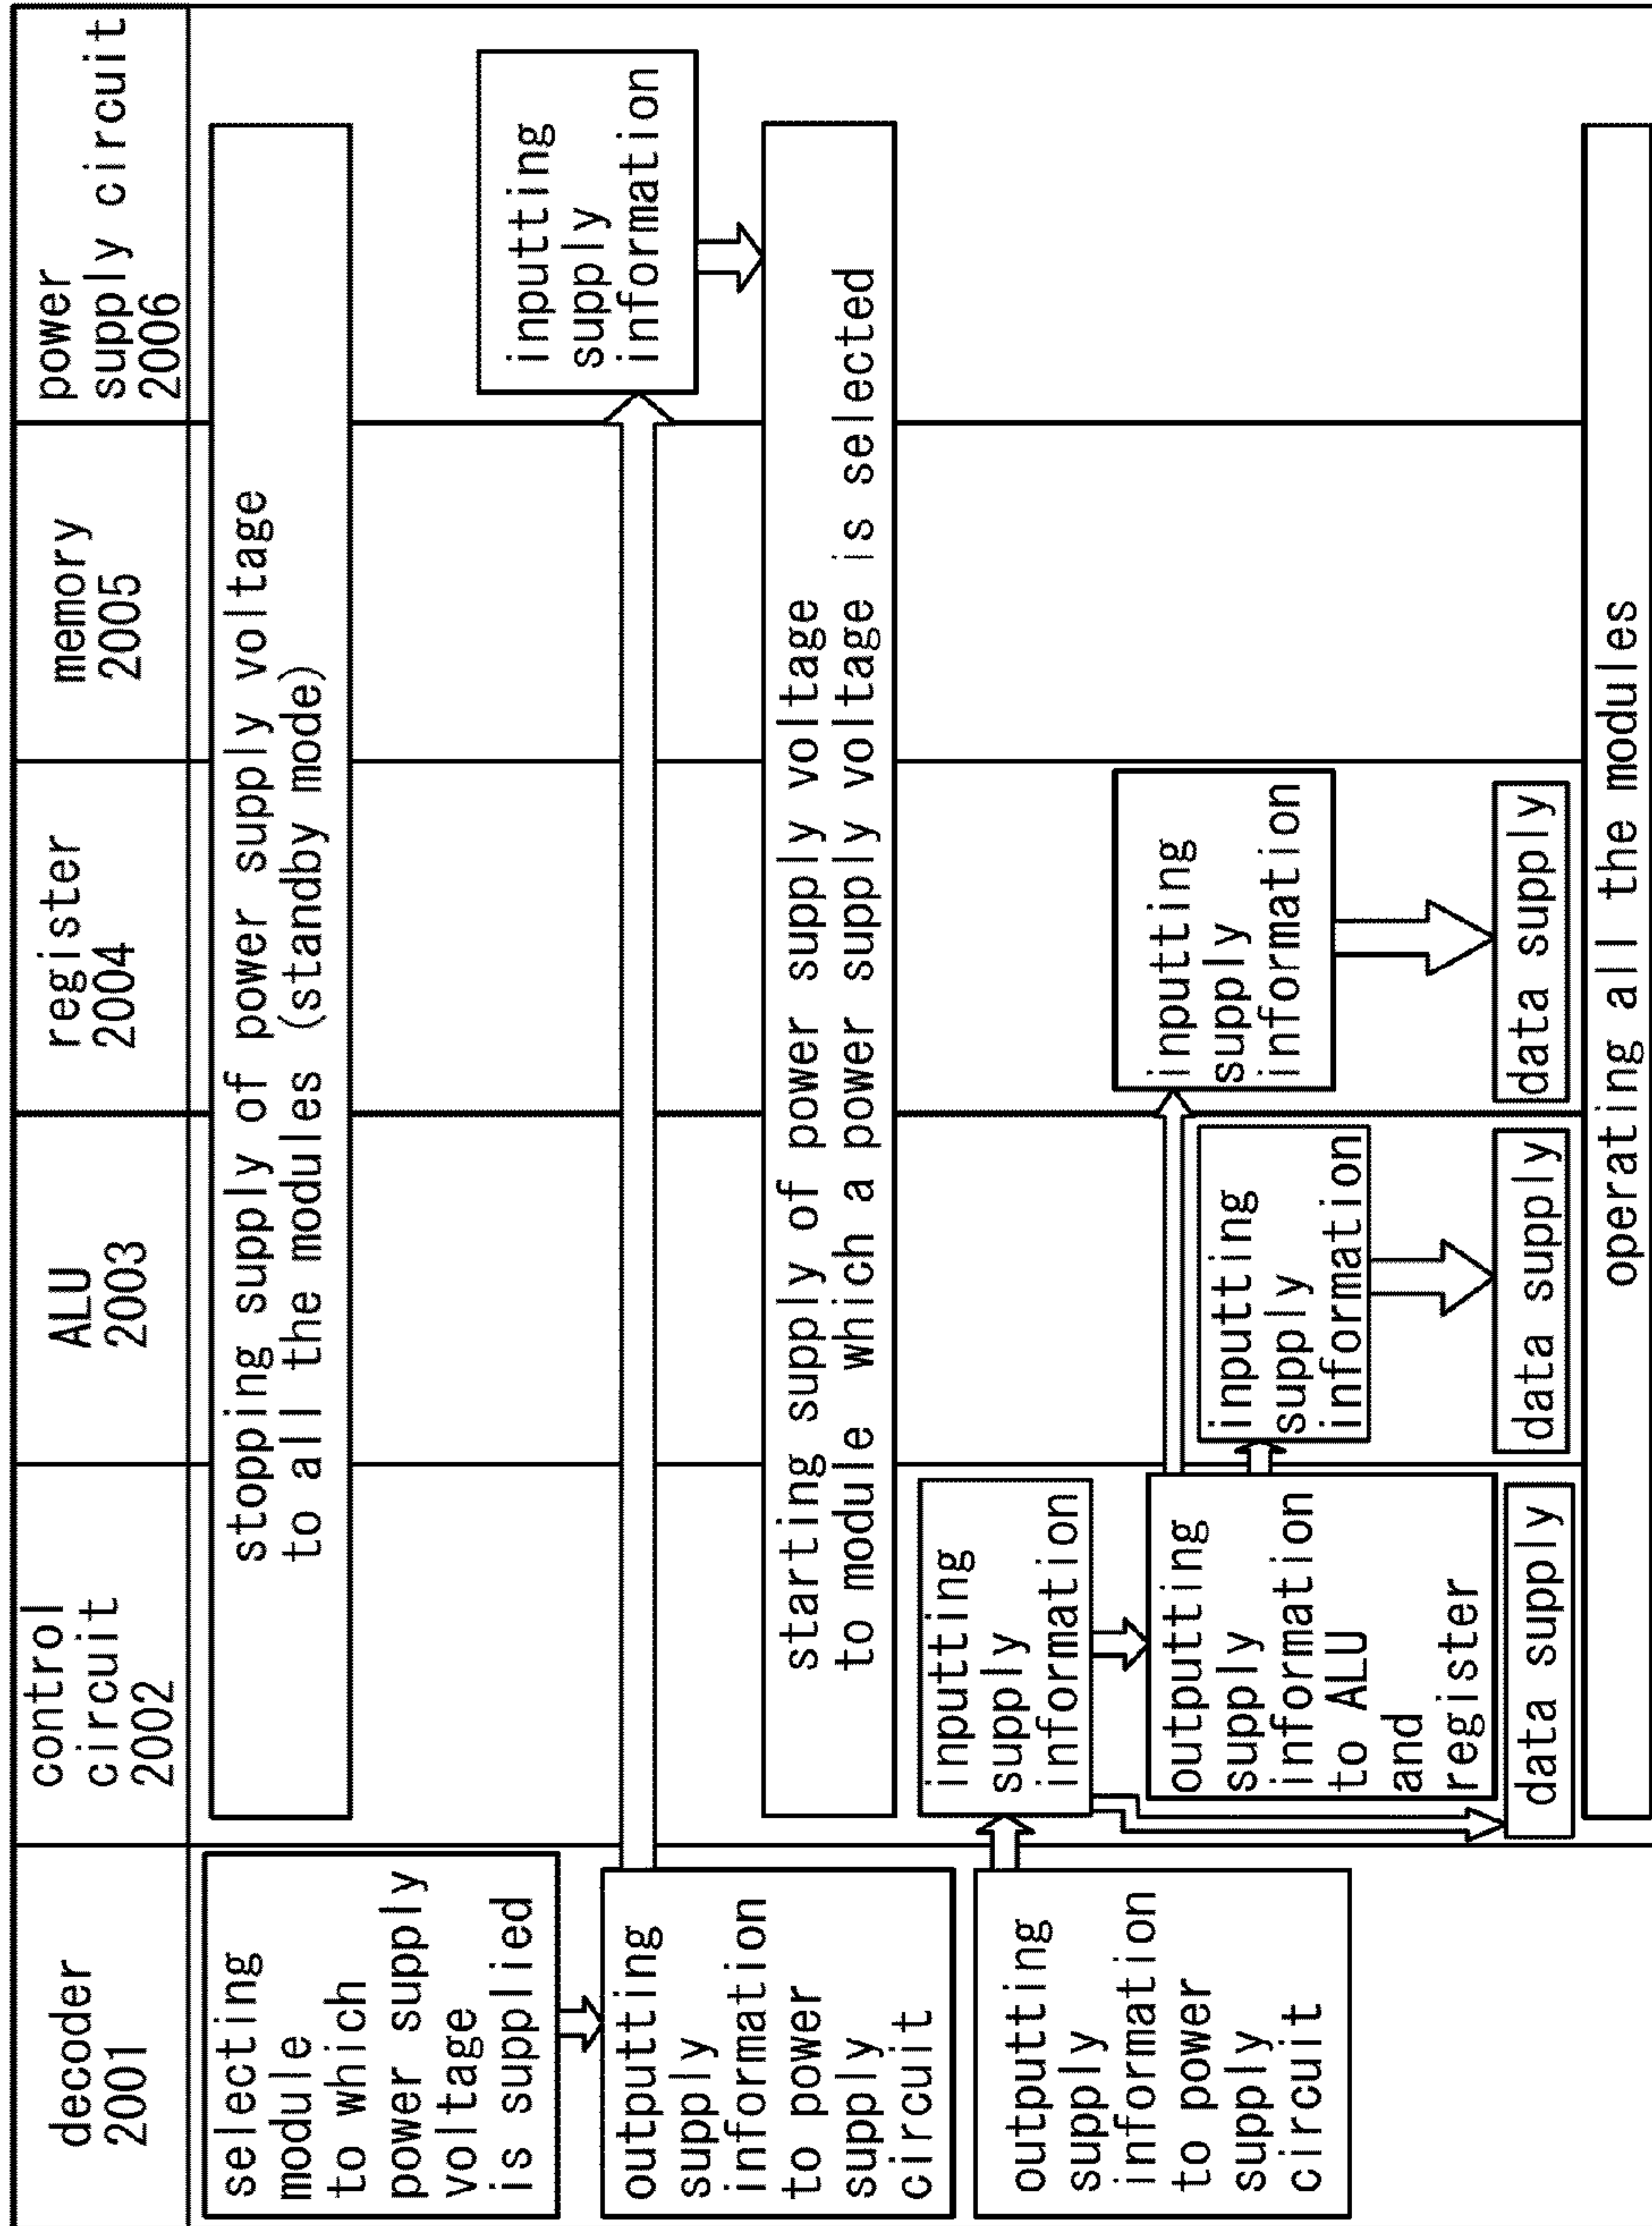 decoder
2001
control
circuit
2002
ALU
2003
register
2004
memory
2005
power
supply circuit
2006
selecting
module
to which
power supply
voltage
is supplied
stopping supply of power supply voltage
to all the modules (standby mode)
outputting
supply
information
to power
supply
circuit
inputting
supply
information
starting supply of power supply voltage
to module which a power supply voltage is selected
outputting
supply
information
to power
supply
circuit
inputting
supply
information
outputting
supply
information
to ALU
and
register
inputting
supply
information
inputting
supply
information
data supply
data supply
data supply
operating all the modules